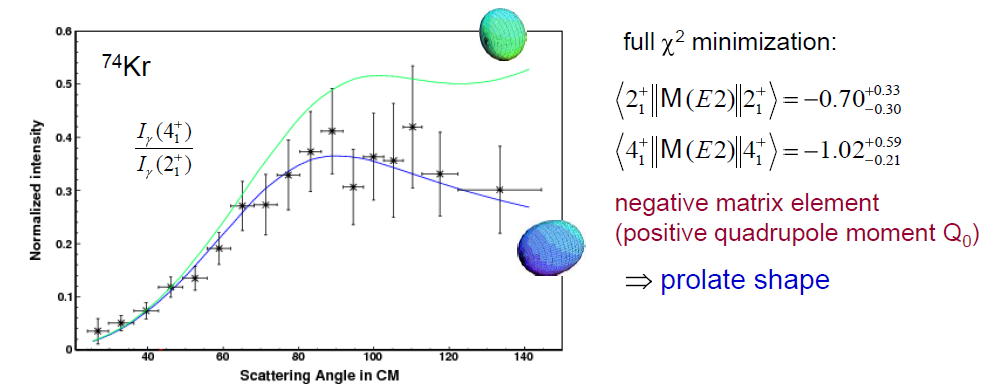 0.6
0.5
0.4
0.3
0.2
0.1
0
40 60 80 100 120 140
Normalized intensity
Scattering Angle in CM
⁷⁴Kr
I_γ(4₁⁺)
I_γ(2₁⁺)
full χ² minimization:
⟨2₁⁺‖M(E2)‖2₁⁺⟩ = −0.70 +0.33 −0.30
⟨4₁⁺‖M(E2)‖4₁⁺⟩ = −1.02 +0.59 −0.21
negative matrix element
(positive quadrupole moment Q₀)
⇒ prolate shape